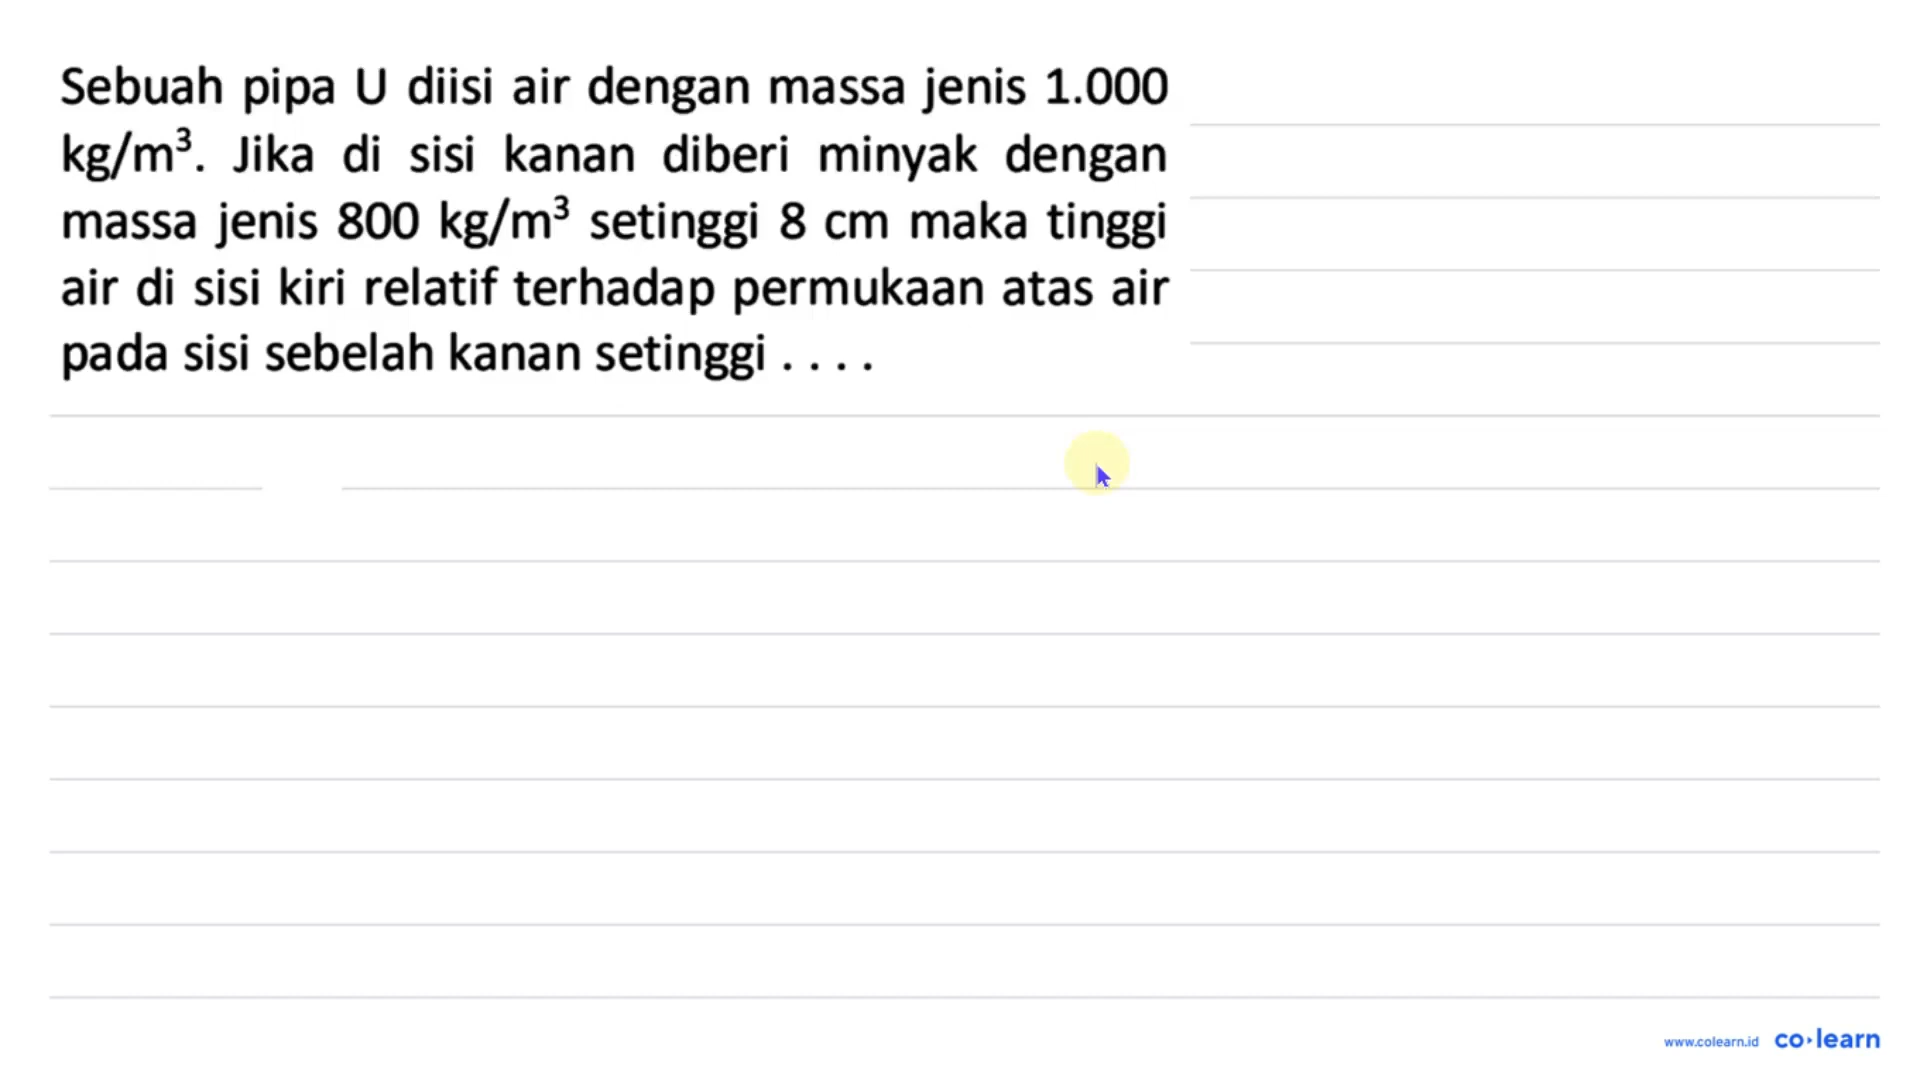 Sebuah pipa U diisi air dengan massa jenis 1.000
kg/m³. Jika di sisi kanan diberi minyak dengan
massa jenis 800 kg/m³ setinggi 8 cm maka tinggi
air di sisi kiri relatif terhadap permukaan atas air
pada sisi sebelah kanan setinggi . . . .
www.colearn.id co·learn